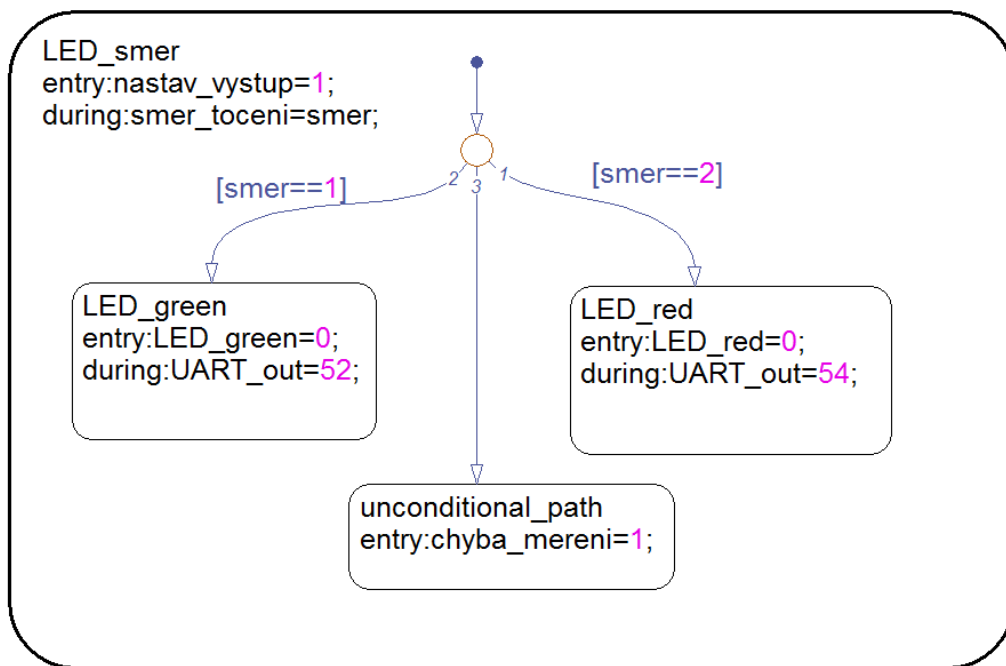 LED_smer
entry:nastav_vystup=1;
during:smer_toceni=smer;
2
3
1
[smer==1]
[smer==2]
LED_green
entry:LED_green=0;
during:UART_out=52;
LED_red
entry:LED_red=0;
during:UART_out=54;
unconditional_path
entry:chyba_mereni=1;